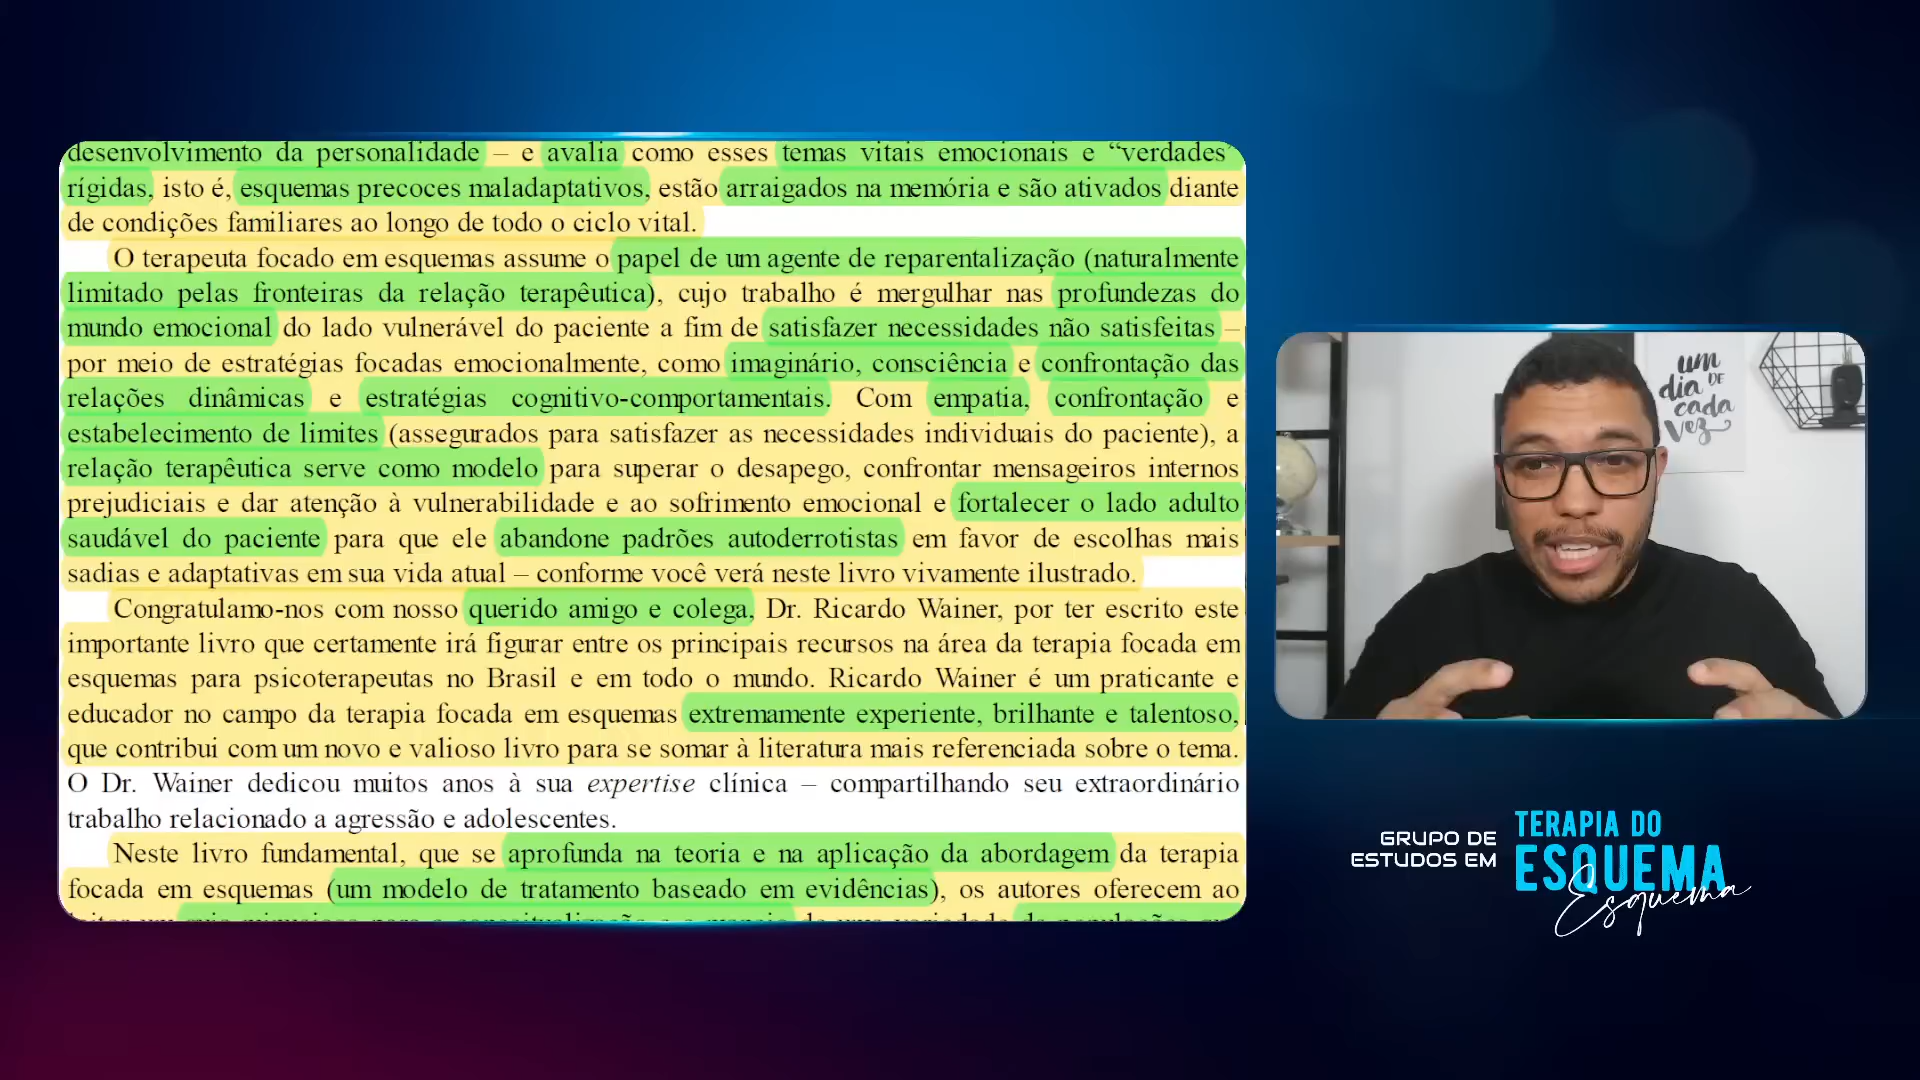 desenvolvimento da personalidade – e avalia como esses temas vitais emocionais e “verdades”
rígidas, isto é, esquemas precoces maladaptativos, estão arraigados na memória e são ativados diante
de condições familiares ao longo de todo o ciclo vital.
O terapeuta focado em esquemas assume o papel de um agente de reparentalização (naturalmente
limitado pelas fronteiras da relação terapêutica), cujo trabalho é mergulhar nas profundezas do
mundo emocional do lado vulnerável do paciente a fim de satisfazer necessidades não satisfeitas –
por meio de estratégias focadas emocionalmente, como imaginário, consciência e confrontação das
relações dinâmicas e estratégias cognitivo-comportamentais. Com empatia, confrontação e
estabelecimento de limites (assegurados para satisfazer as necessidades individuais do paciente), a
relação terapêutica serve como modelo para superar o desapego, confrontar mensageiros internos
prejudiciais e dar atenção à vulnerabilidade e ao sofrimento emocional e fortalecer o lado adulto
saudável do paciente para que ele abandone padrões autoderrotistas em favor de escolhas mais
sadias e adaptativas em sua vida atual – conforme você verá neste livro vivamente ilustrado.
Congratulamo-nos com nosso querido amigo e colega, Dr. Ricardo Wainer, por ter escrito este
importante livro que certamente irá figurar entre os principais recursos na área da terapia focada em
esquemas para psicoterapeutas no Brasil e em todo o mundo. Ricardo Wainer é um praticante e
educador no campo da terapia focada em esquemas extremamente experiente, brilhante e talentoso,
que contribui com um novo e valioso livro para se somar à literatura mais referenciada sobre o tema.
O Dr. Wainer dedicou muitos anos à sua expertise clínica – compartilhando seu extraordinário
trabalho relacionado a agressão e adolescentes.
Neste livro fundamental, que se aprofunda na teoria e na aplicação da abordagem da terapia
focada em esquemas (um modelo de tratamento baseado em evidências), os autores oferecem ao
um
dia DE
cada
vez
GRUPO DE
ESTUDOS EM
TERAPIA DO
ESQUEMA
Esquema